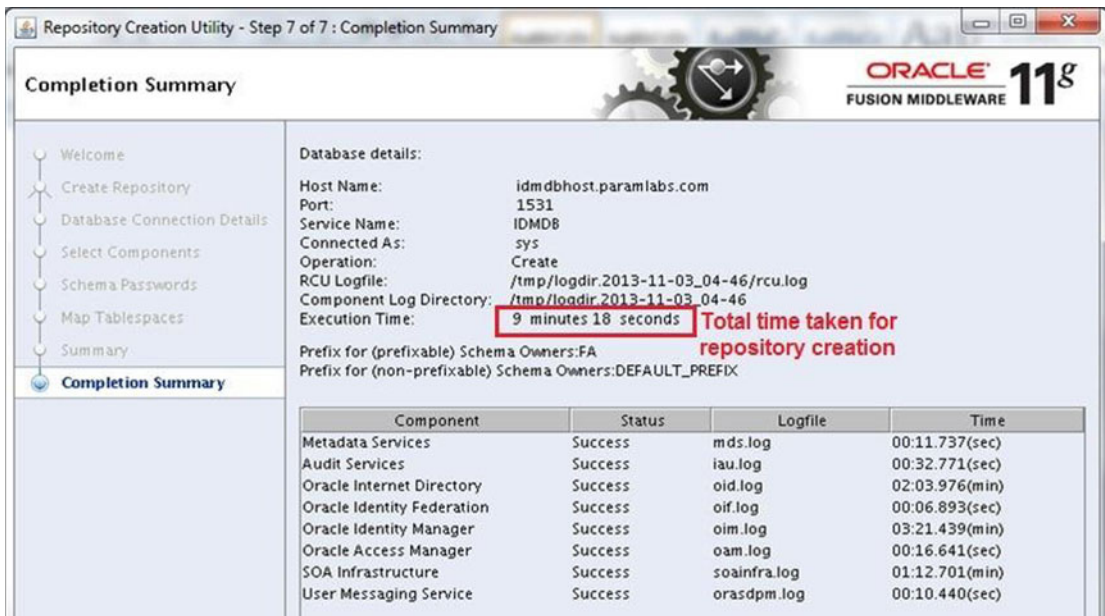 Repository Creation Utility - Step 7 of 7 : Completion Summary
Completion Summary
ORACLE 11g
FUSION MIDDLEWARE
Welcome
Create Repository
Database Connection Details
Select Components
Schema Passwords
Map Tablespaces
Summary
Completion Summary
Database details:
Host Name: idmdbhost.paramlabs.com
Port: 1531
Service Name: IDMDB
Connected As: sys
Operation: Create
RCU Logfile: /tmp/logdir.2013-11-03_04-46/rcu.log
Component Log Directory: /tmp/logdir.2013-11-03_04-46
Execution Time: 9 minutes 18 seconds
Total time taken for
repository creation
Prefix for (prefixable) Schema Owners:FA
Prefix for (non-prefixable) Schema Owners:DEFAULT_PREFIX
Component Status Logfile Time
Metadata Services Success mds.log 00:11.737(sec)
Audit Services Success iau.log 00:32.771(sec)
Oracle Internet Directory Success oid.log 02:03.976(min)
Oracle Identity Federation Success oif.log 00:06.893(sec)
Oracle Identity Manager Success oim.log 03:21.439(min)
Oracle Access Manager Success oam.log 00:16.641(sec)
SOA Infrastructure Success soainfra.log 01:12.701(min)
User Messaging Service Success orasdpm.log 00:10.440(sec)